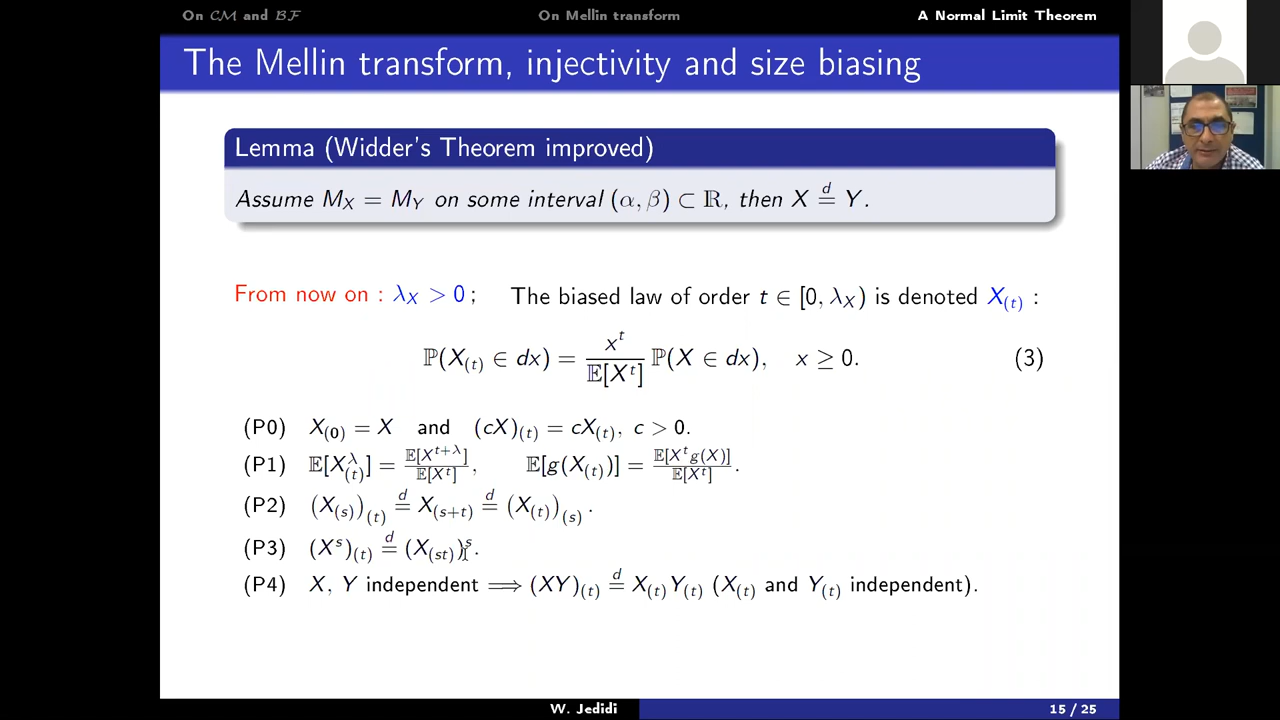 On CM and BF On Mellin transform A Normal Limit Theorem
The Mellin transform, injectivity and size biasing
Lemma (Widder's Theorem improved)
Assume M_X = M_Y on some interval (α, β) ⊂ ℝ, then X =^d Y.
From now on : λ_X > 0 ; The biased law of order t ∈ [0, λ_X) is denoted X_(t) :
ℙ(X_(t) ∈ dx) = x^t / 𝔼[X^t] ℙ(X ∈ dx), x ≥ 0. (3)
(P0) X_(0) = X and (cX)_(t) = cX_(t), c > 0.
(P1) 𝔼[X_(t)^λ] = 𝔼[X^{t+λ}] / 𝔼[X^t], 𝔼[g(X_(t))] = 𝔼[X^t g(X)] / 𝔼[X^t].
(P2) (X_(s))_(t) =^d X_(s+t) =^d (X_(t))_(s).
(P3) (X^s)_(t) =^d (X_(st))^s.
(P4) X, Y independent ⟹ (XY)_(t) =^d X_(t) Y_(t) (X_(t) and Y_(t) independent).
W. Jedidi 15 / 25